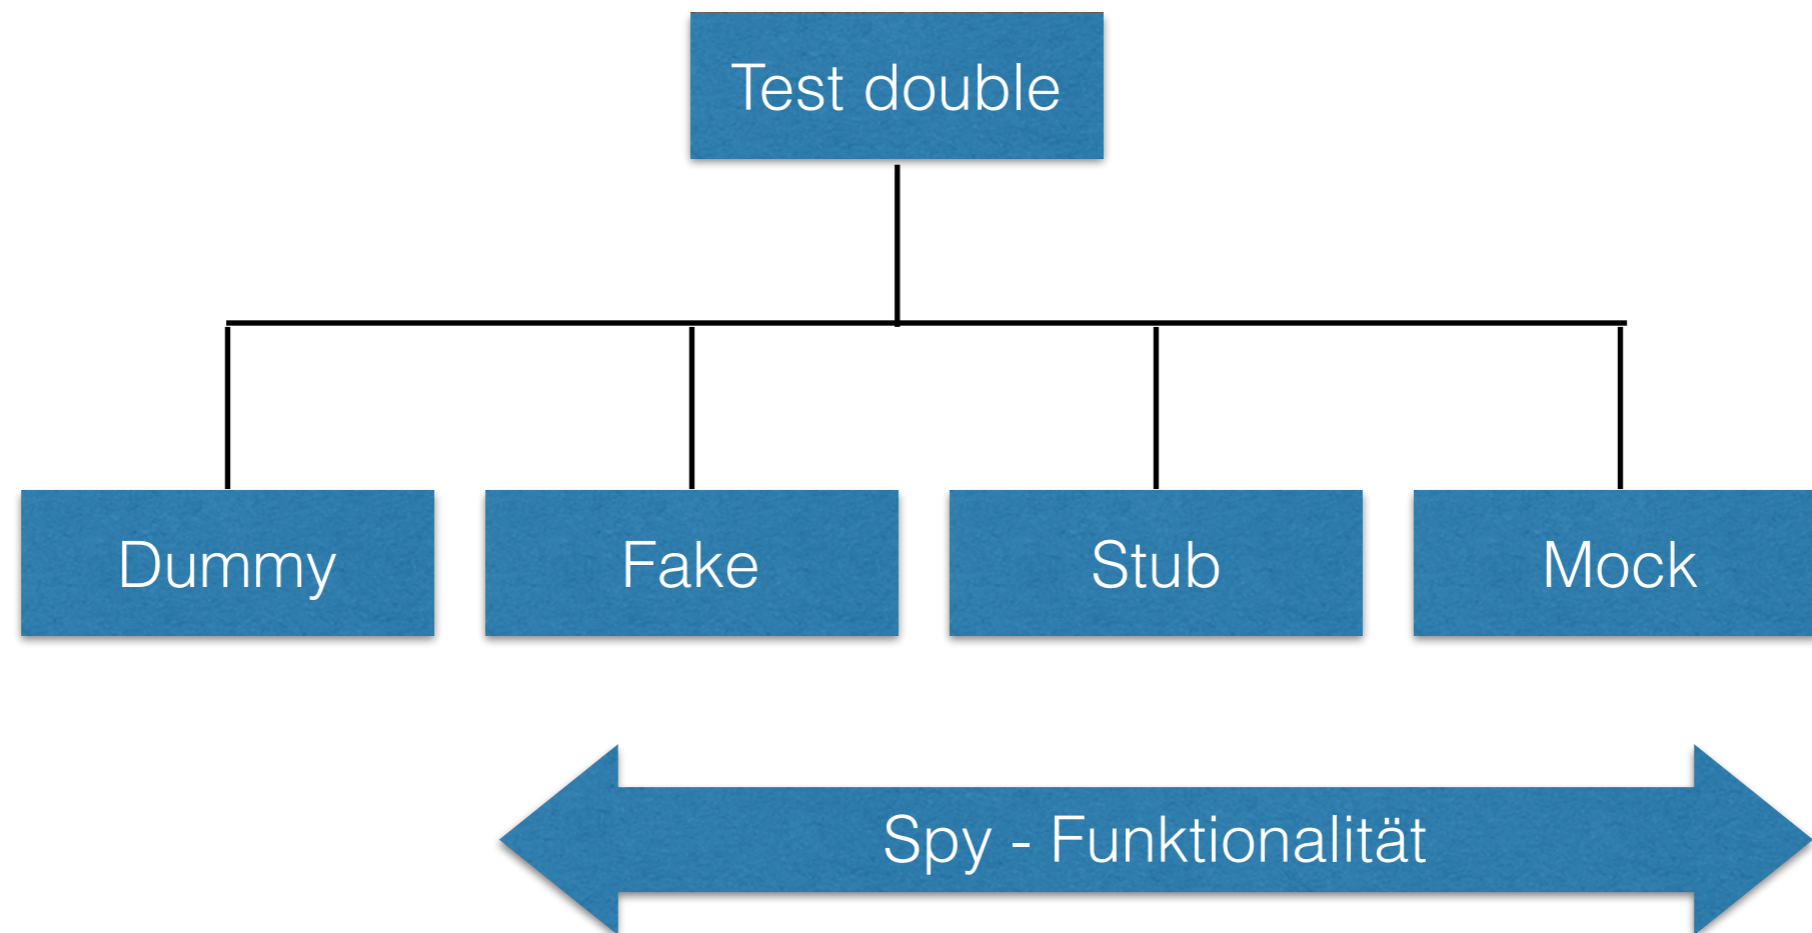 Test double
Dummy
Fake
Stub
Mock
Spy - Funktionalität